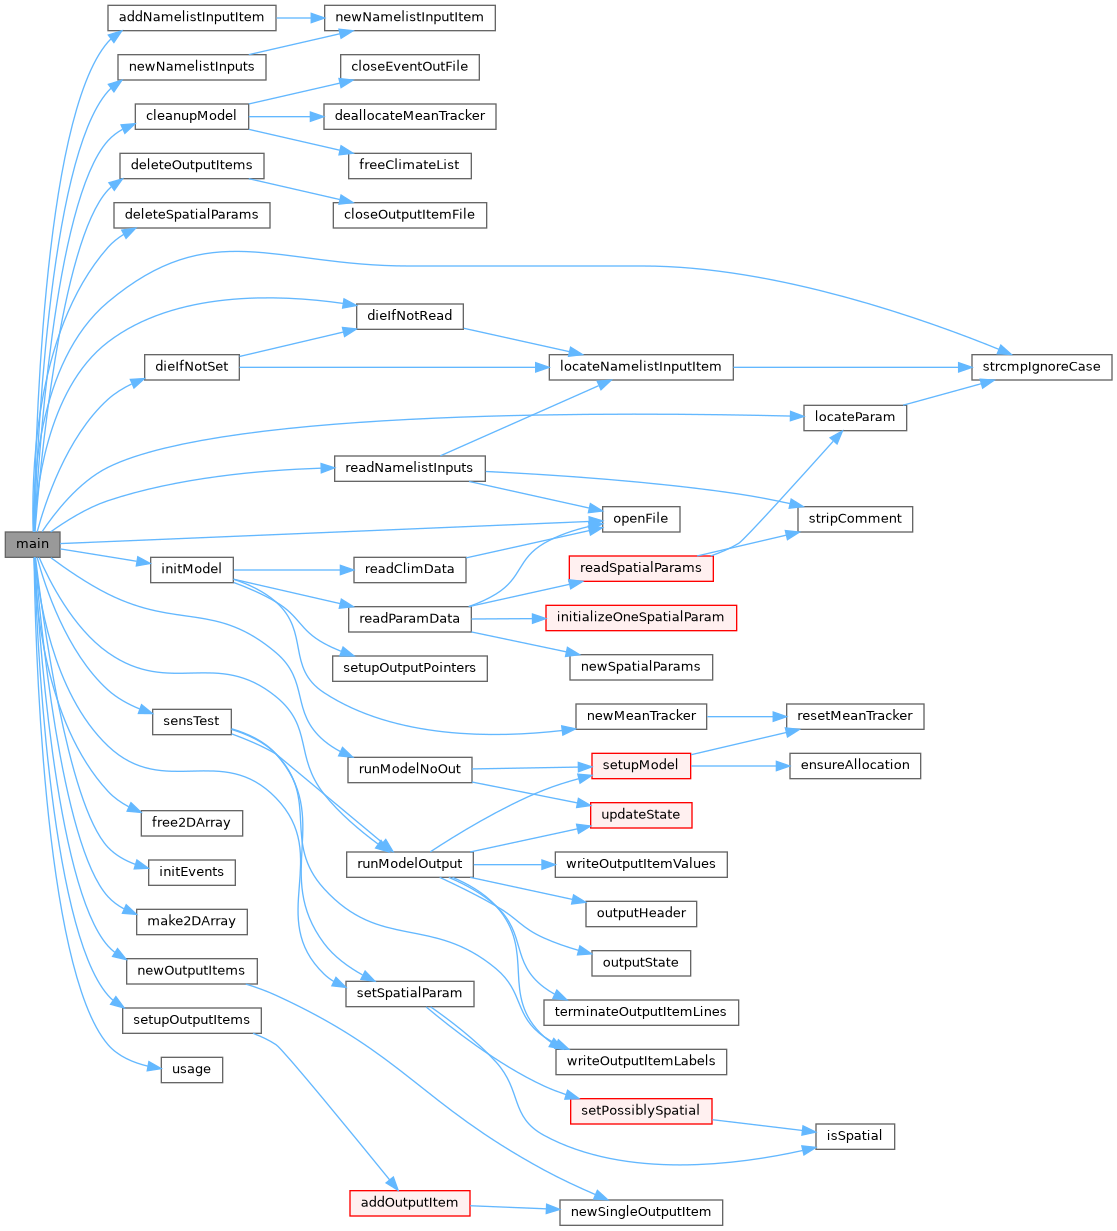 addNamelistInputItem
newNamelistInputItem
newNamelistInputs
closeEventOutFile
cleanupModel
deallocateMeanTracker
deleteOutputItems
freeClimateList
deleteSpatialParams
closeOutputItemFile
dieIfNotRead
dieIfNotSet
locateNamelistInputItem
strcmpIgnoreCase
locateParam
readNamelistInputs
openFile
stripComment
main
initModel
readClimData
readSpatialParams
readParamData
initializeOneSpatialParam
setupOutputPointers
newSpatialParams
sensTest
newMeanTracker
resetMeanTracker
runModelNoOut
setupModel
ensureAllocation
free2DArray
updateState
runModelOutput
writeOutputItemValues
initEvents
outputHeader
make2DArray
outputState
newOutputItems
setSpatialParam
terminateOutputItemLines
setupOutputItems
writeOutputItemLabels
usage
setPossiblySpatial
isSpatial
addOutputItem
newSingleOutputItem